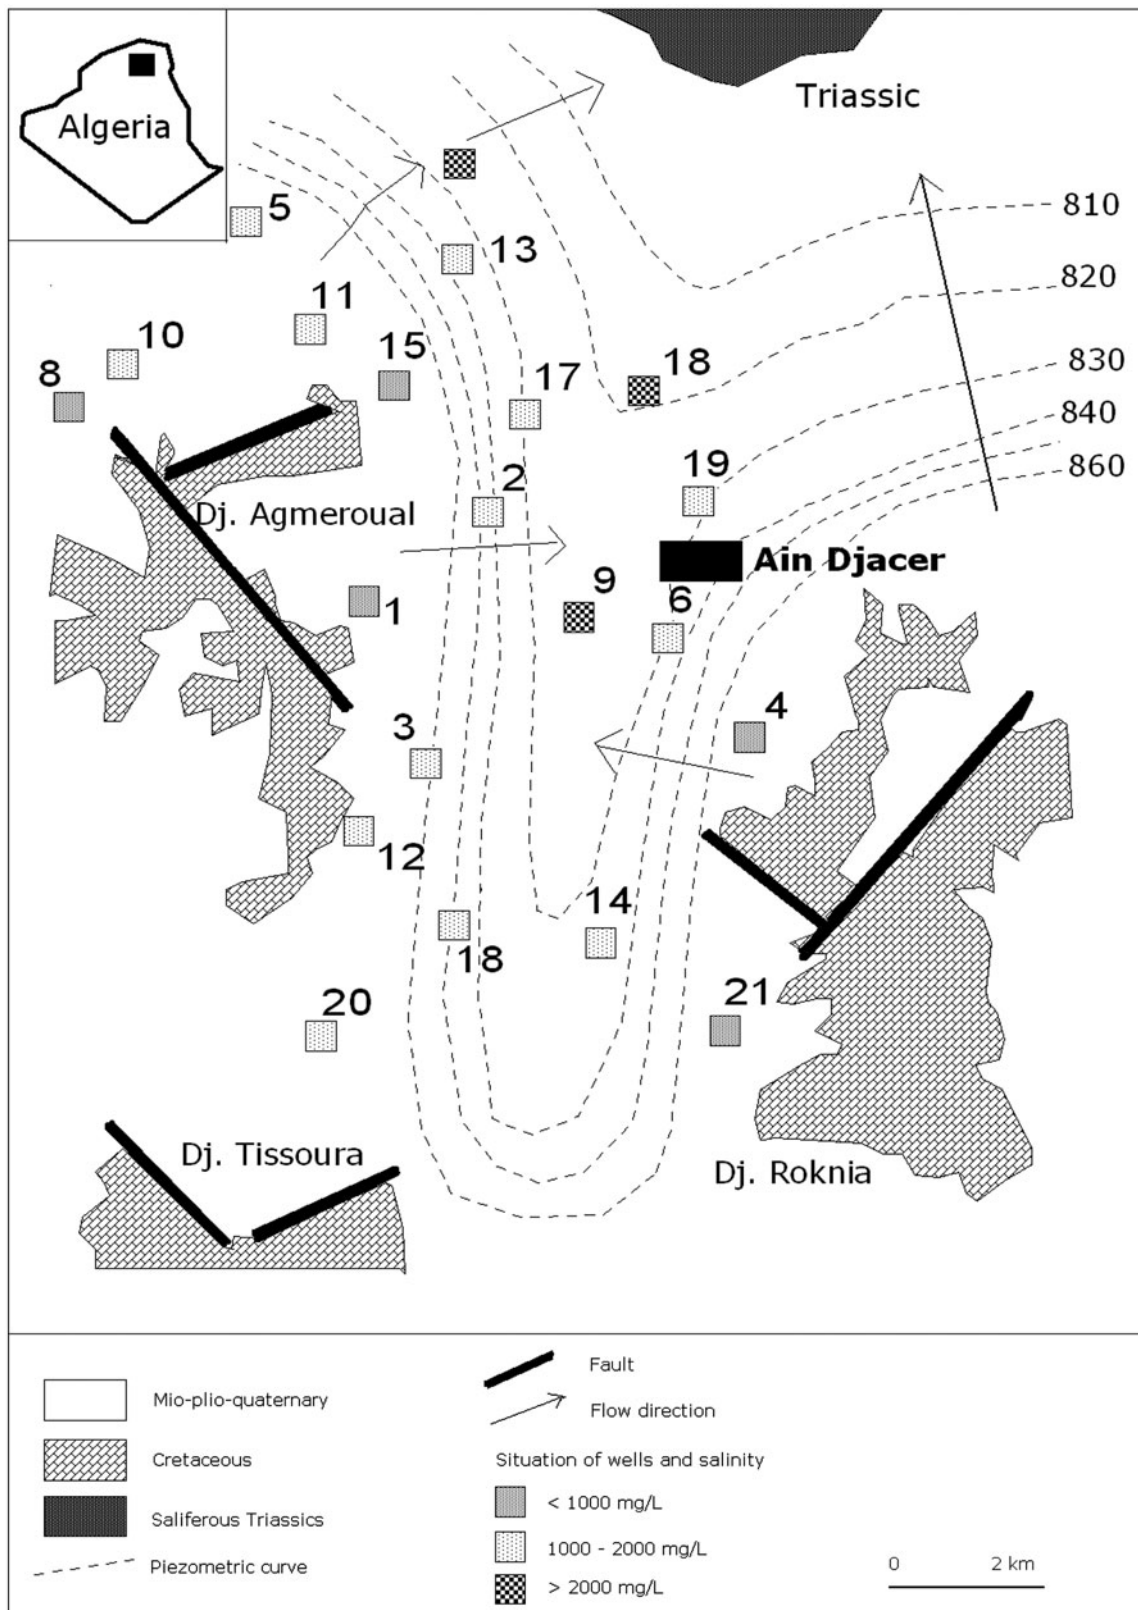 Algeria
Triassic
5
13
810
820
11
10
8
15
17
18
830
840
860
2
19
Dj. Agmeroual
Ain Djacer
9
6
1
4
3
12
14
18
20
21
Dj. Tissoura
Dj. Roknia
Mio-plio-quaternary
Cretaceous
Saliferous Triassics
Piezometric curve
Fault
Flow direction
Situation of wells and salinity
< 1000 mg/L
1000 - 2000 mg/L
> 2000 mg/L
0 2 km